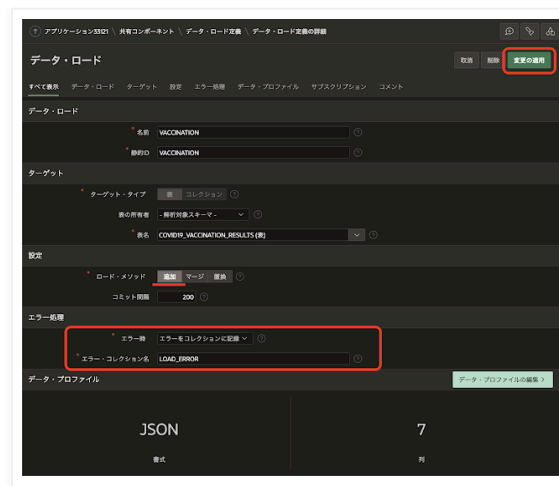 アプリケーション33121 \ 共有コンポーネント \ データ・ロード定義 \ データ・ロード定義の詳細
データ・ロード
取消 削除 変更の適用
すべて表示 データ・ロード ターゲット 設定 エラー処理 データ・プロファイル サブスクリプション コメント
データ・ロード
* 名前 VACCINATION
* 静的ID VACCINATION
ターゲット
* ターゲット・タイプ 表 コレクション
表の所有者 - 解析対象スキーマ -
* 表名 COVID19_VACCINATION_RESULTS (表)
設定
* ロード・メソッド 追加 マージ 置換
コミット間隔 200
エラー処理
* エラー時 エラーをコレクションに記録
* エラー・コレクション名 LOAD_ERROR
データ・プロファイル
データ・プロファイルの編集 >
JSON 7
書式 列